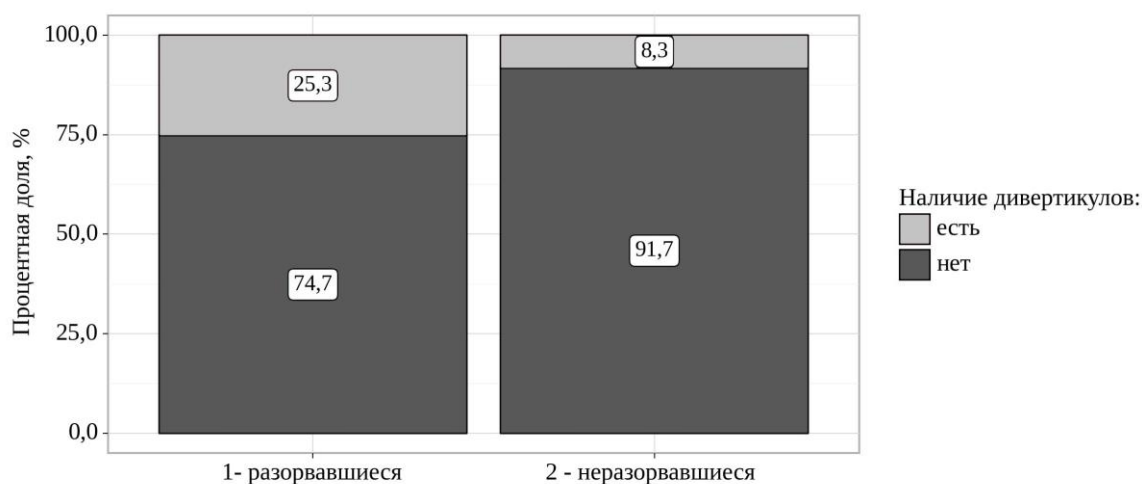 Процентная доля, %
100,0
75,0
50,0
25,0
0,0
25,3
74,7
8,3
91,7
1- разорвавшиеся
2 - неразорвавшиеся
Наличие дивертикулов:
есть
нет